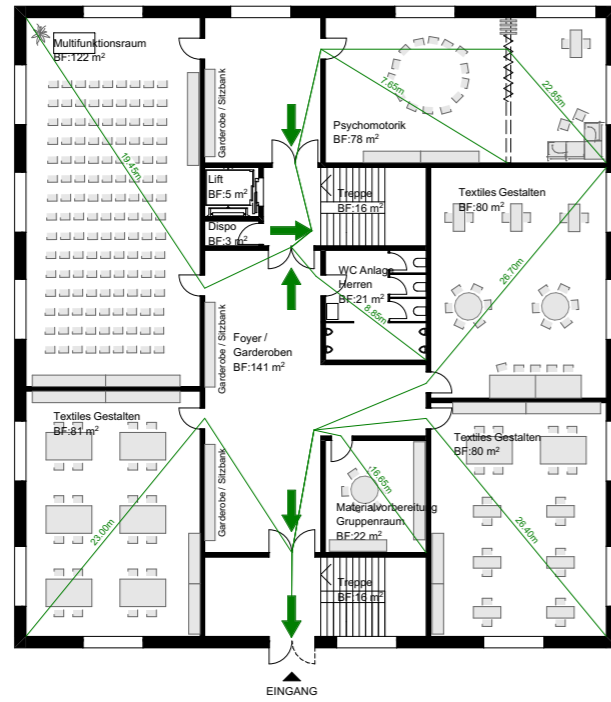 Multifunktionsraum
BF:122 m²
19.45m
Garderobe / Sitzbank
7.65m
22.85m
Psychomotorik
BF:78 m²
Lift
BF:5 m²
Treppe
BF:16 m²
Textiles Gestalten
BF:80 m²
Dispo
BF:3 m²
26.70m
WC Anlage
Herren
BF:21 m²
8.85m
Garderobe / Sitzbank
Foyer /
Garderoben
BF:141 m²
Textiles Gestalten
BF:81 m²
23.00m
Garderobe / Sitzbank
16.65m
Materialvorbereitung
Gruppenraum
BF:22 m²
Textiles Gestalten
BF:80 m²
26.40m
Treppe
BF:16 m²
EINGANG